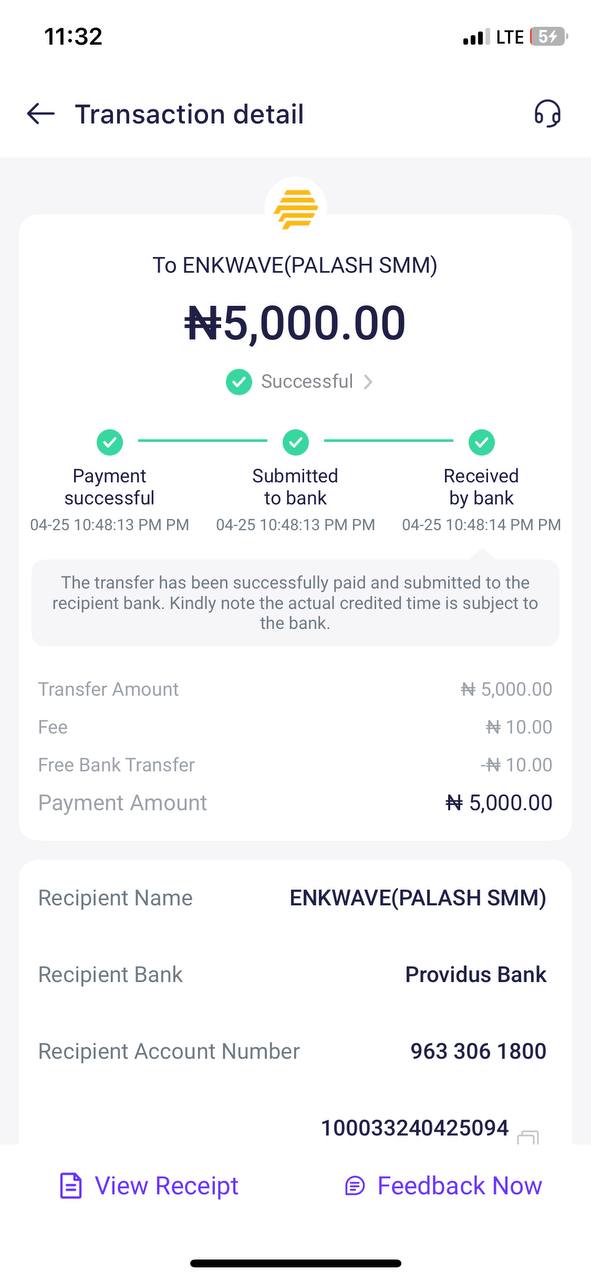 11:32
LTE 5
Transaction detail
To ENKWAVE(PALASH SMM)
₦5,000.00
Successful
Payment successful
Submitted to bank
Received by bank
04-25 10:48:13 PM PM
04-25 10:48:13 PM PM
04-25 10:48:14 PM PM
The transfer has been successfully paid and submitted to the
recipient bank. Kindly note the actual credited time is subject to
the bank.
Transfer Amount ₦ 5,000.00
Fee ₦ 10.00
Free Bank Transfer -₦ 10.00
Payment Amount ₦ 5,000.00
Recipient Name ENKWAVE(PALASH SMM)
Recipient Bank Providus Bank
Recipient Account Number 963 306 1800
100033240425094
View Receipt Feedback Now